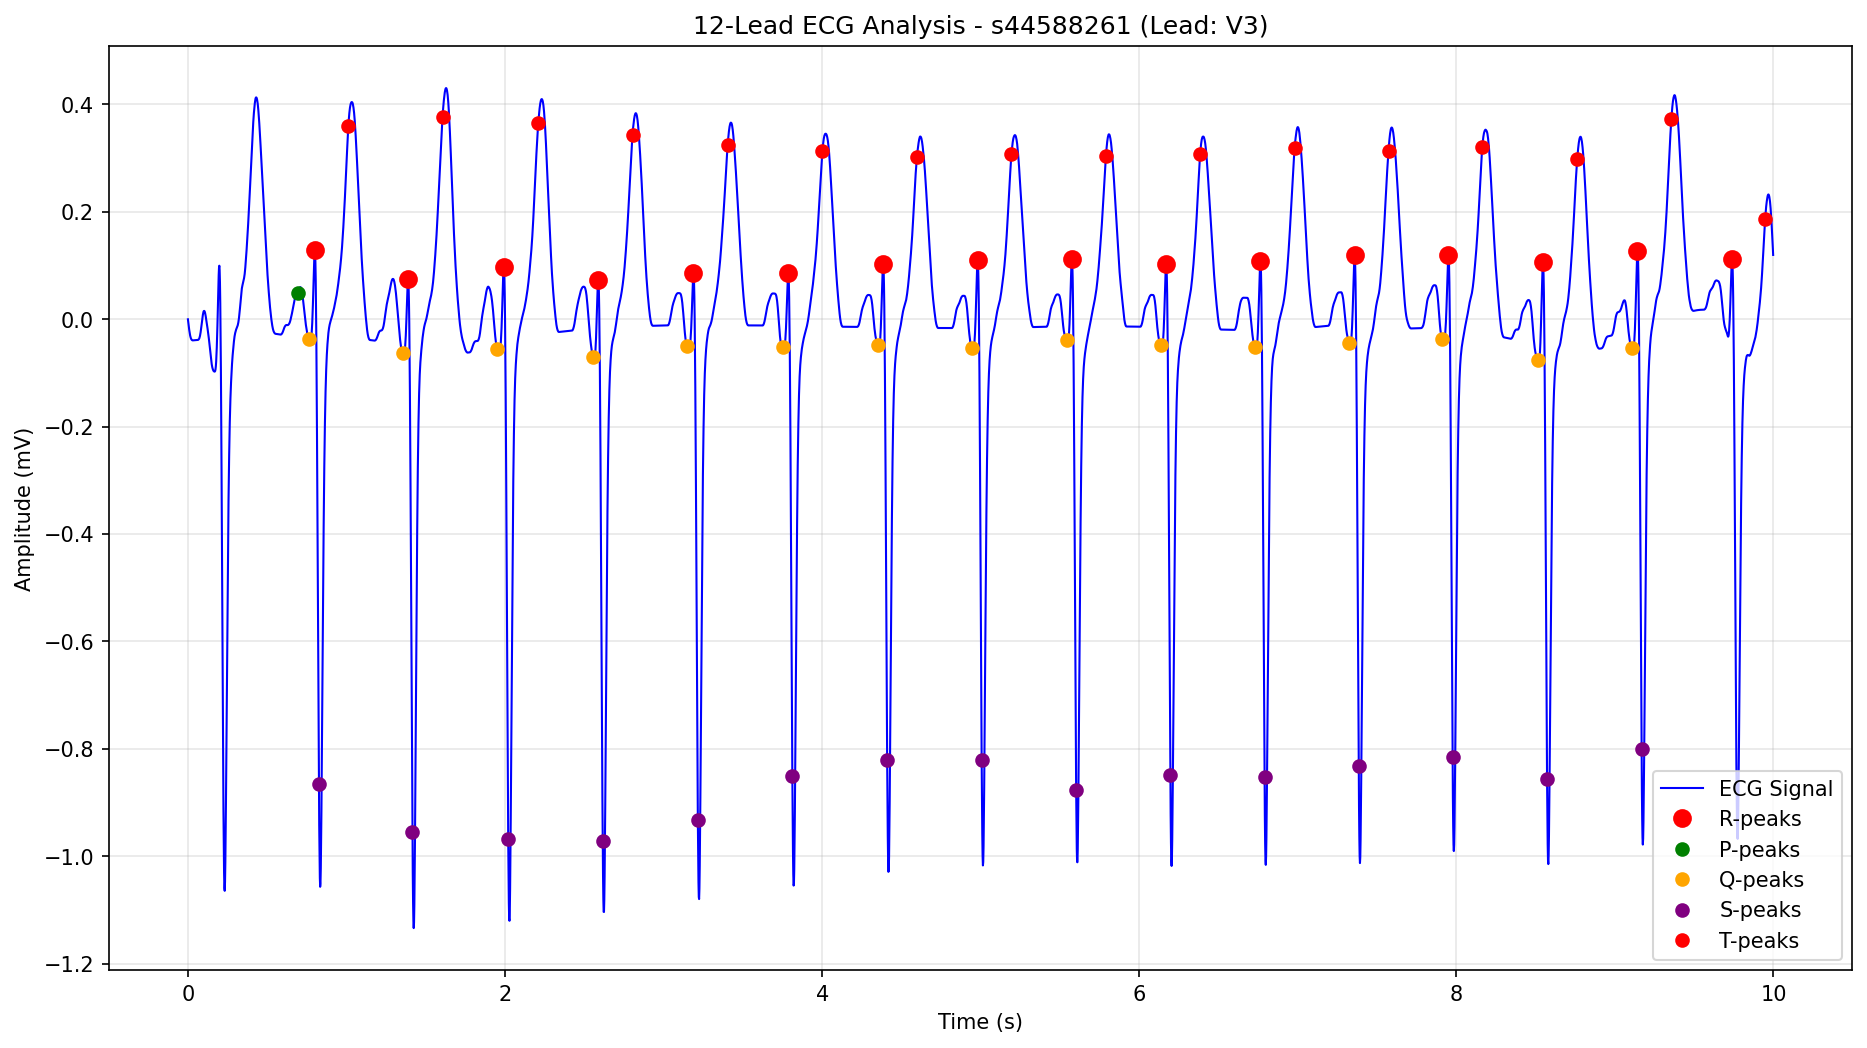 12-Lead ECG Analysis - s44588261 (Lead: V3)
Amplitude (mV)
0.4
0.2
0.0
−0.2
−0.4
−0.6
−0.8
−1.0
−1.2
0 2 4 6 8 10
Time (s)
ECG Signal
R-peaks
P-peaks
Q-peaks
S-peaks
T-peaks